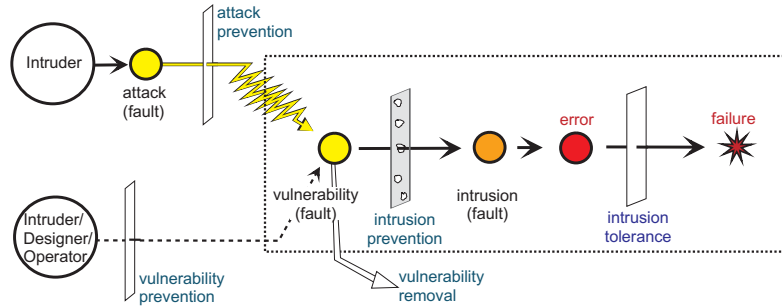 attack
prevention
Intruder
attack
(fault)
error
failure
vulnerability
(fault)
intrusion
prevention
intrusion
(fault)
intrusion
tolerance
Intruder/
Designer/
Operator
vulnerability
prevention
vulnerability
removal